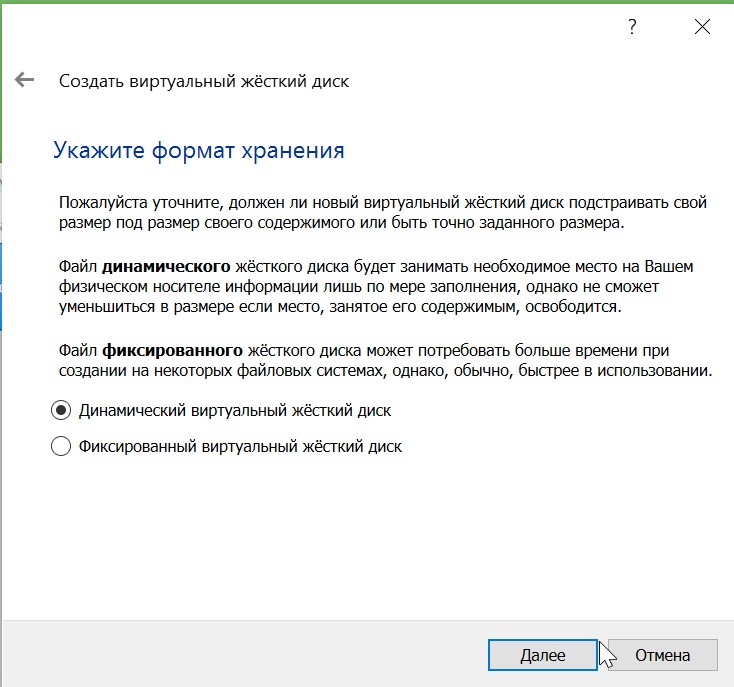 ?
Создать виртуальный жёсткий диск
Укажите формат хранения
Пожалуйста уточните, должен ли новый виртуальный жёсткий диск подстраивать свой
размер под размер своего содержимого или быть точно заданного размера.
Файл динамического жёсткого диска будет занимать необходимое место на Вашем
физическом носителе информации лишь по мере заполнения, однако не сможет
уменьшиться в размере если место, занятое его содержимым, освободится.
Файл фиксированного жёсткого диска может потребовать больше времени при
создании на некоторых файловых системах, однако, обычно, быстрее в использовании.
Динамический виртуальный жёсткий диск
Фиксированный виртуальный жёсткий диск
Далее
Отмена